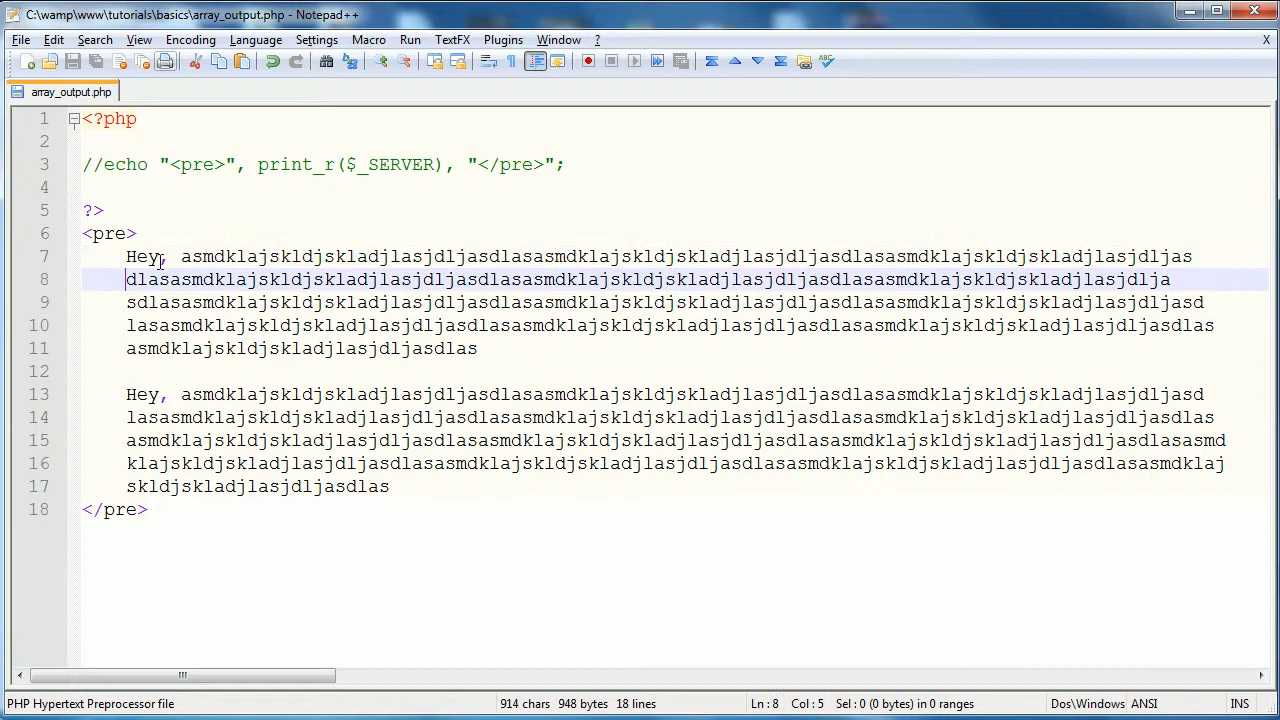 C:\wamp\www\tutorials\basics\array_output.php - Notepad++
File Edit Search View Encoding Language Settings Macro Run TextFX Plugins Window ? X
array_output.php
1 <?php
2
3 //echo "<pre>", print_r($_SERVER), "</pre>";
4
5 ?>
6 <pre>
7 Hey, asmdklajskldjskladjlasjdljasdlasasmdklajskldjskladjlasjdljasdlasasmdklajskldjskladjlasjdljas
8 dlasasmdklajskldjskladjlasjdljasdlasasmdklajskldjskladjlasjdljasdlasasmdklajskldjskladjlasjdlja
9 sdlasasmdklajskldjskladjlasjdljasdlasasmdklajskldjskladjlasjdljasdlasasmdklajskldjskladjlasjdljasd
10 lasasmdklajskldjskladjlasjdljasdlasasmdklajskldjskladjlasjdljasdlasasmdklajskldjskladjlasjdljasdlas
11 asmdklajskldjskladjlasjdljasdlas
12
13 Hey, asmdklajskldjskladjlasjdljasdlasasmdklajskldjskladjlasjdljasdlasasmdklajskldjskladjlasjdljasd
14 lasasmdklajskldjskladjlasjdljasdlasasmdklajskldjskladjlasjdljasdlasasmdklajskldjskladjlasjdljasdlas
15 asmdklajskldjskladjlasjdljasdlasasmdklajskldjskladjlasjdljasdlasasmdklajskldjskladjlasjdljasdlasasmd
16 klajskldjskladjlasjdljasdlasasmdklajskldjskladjlasjdljasdlasasmdklajskldjskladjlasjdljasdlasasmdklaj
17 skldjskladjlasjdljasdlas
18 </pre>
PHP Hypertext Preprocessor file 914 chars 948 bytes 18 lines Ln : 8 Col : 5 Sel : 0 (0 bytes) in 0 ranges Dos\Windows ANSI INS